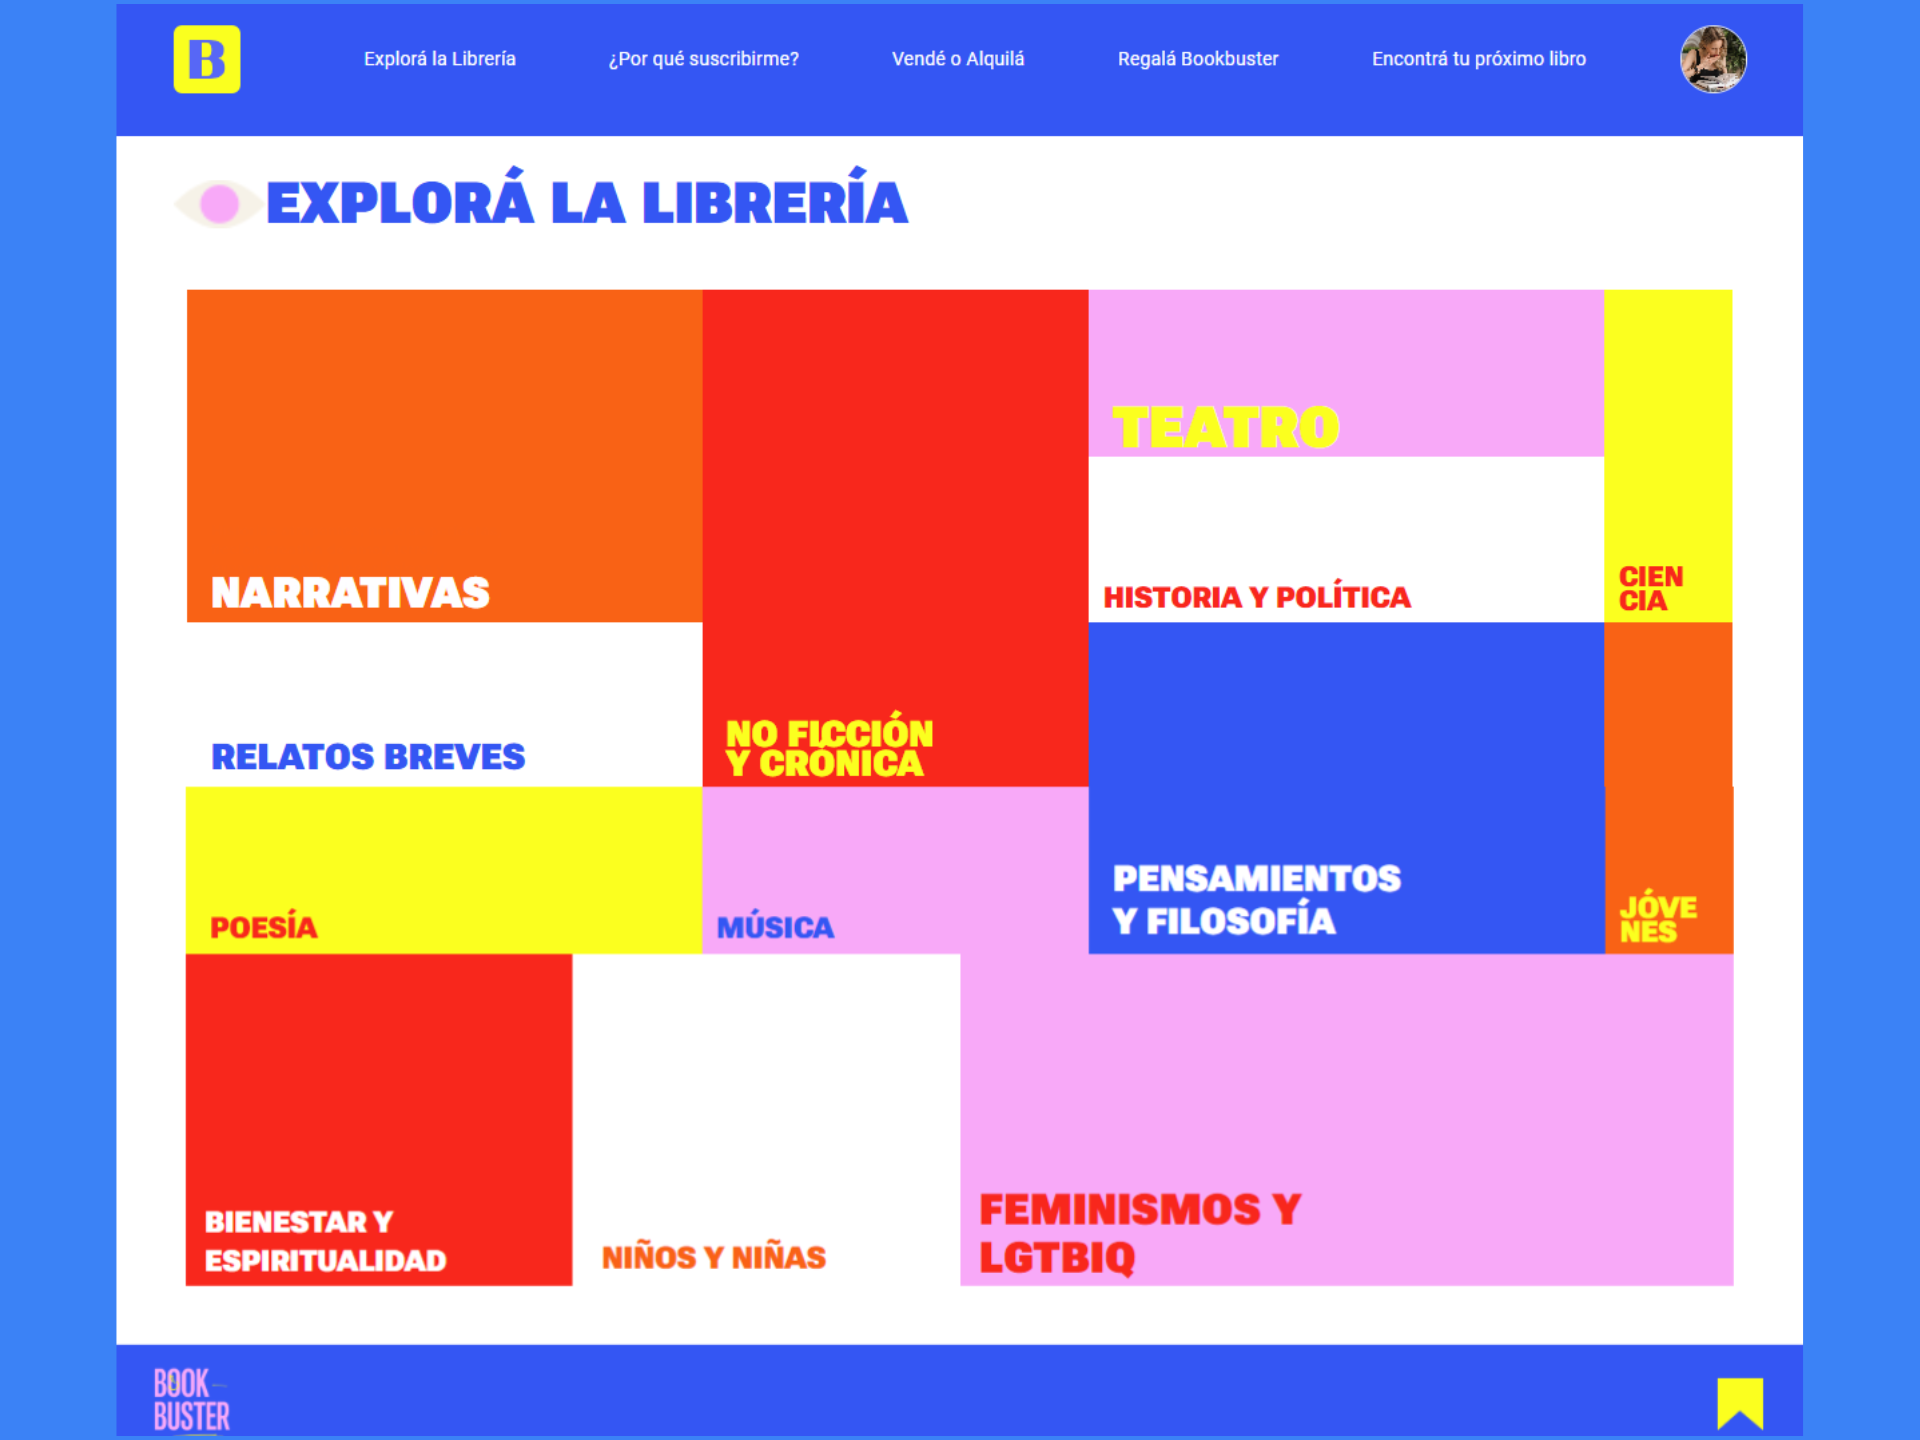 B
Explorá la Librería
¿Por qué suscribirme?
Vendé o Alquilá
Regalá Bookbuster
Encontrá tu próximo libro
EXPLORÁ LA LIBRERÍA
NARRATIVAS
NO FICCIÓN
Y CRÓNICA
TEATRO
HISTORIA Y POLÍTICA
CIEN
CIA
RELATOS BREVES
POESÍA
MÚSICA
PENSAMIENTOS
Y FILOSOFÍA
JÓVE
NES
BIENESTAR Y
ESPIRITUALIDAD
NIÑOS Y NIÑAS
FEMINISMOS Y
LGTBIQ
BOOK
BUSTER